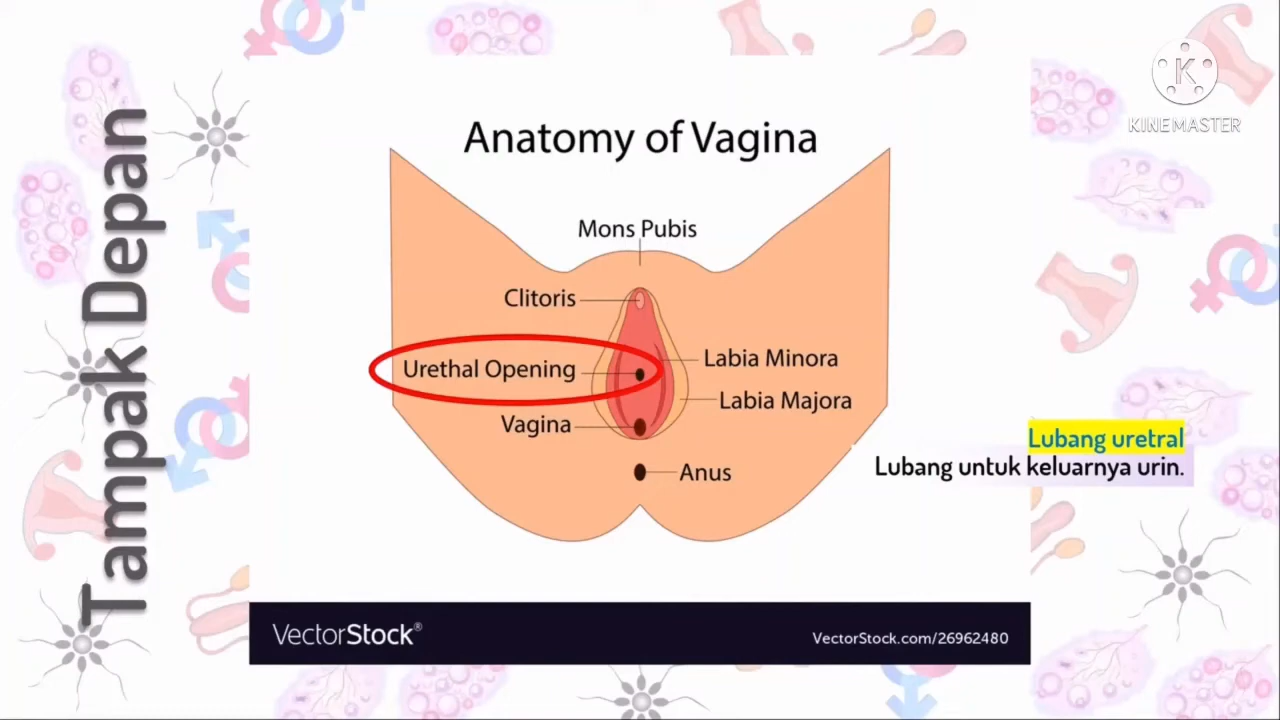 Tampak Depan
KINEMASTER
Anatomy of Vagina
Mons Pubis
Clitoris
Urethal Opening
Labia Minora
Labia Majora
Vagina
Anus
Lubang uretral
Lubang untuk keluarnya urin.
VectorStock®
VectorStock.com/26962480